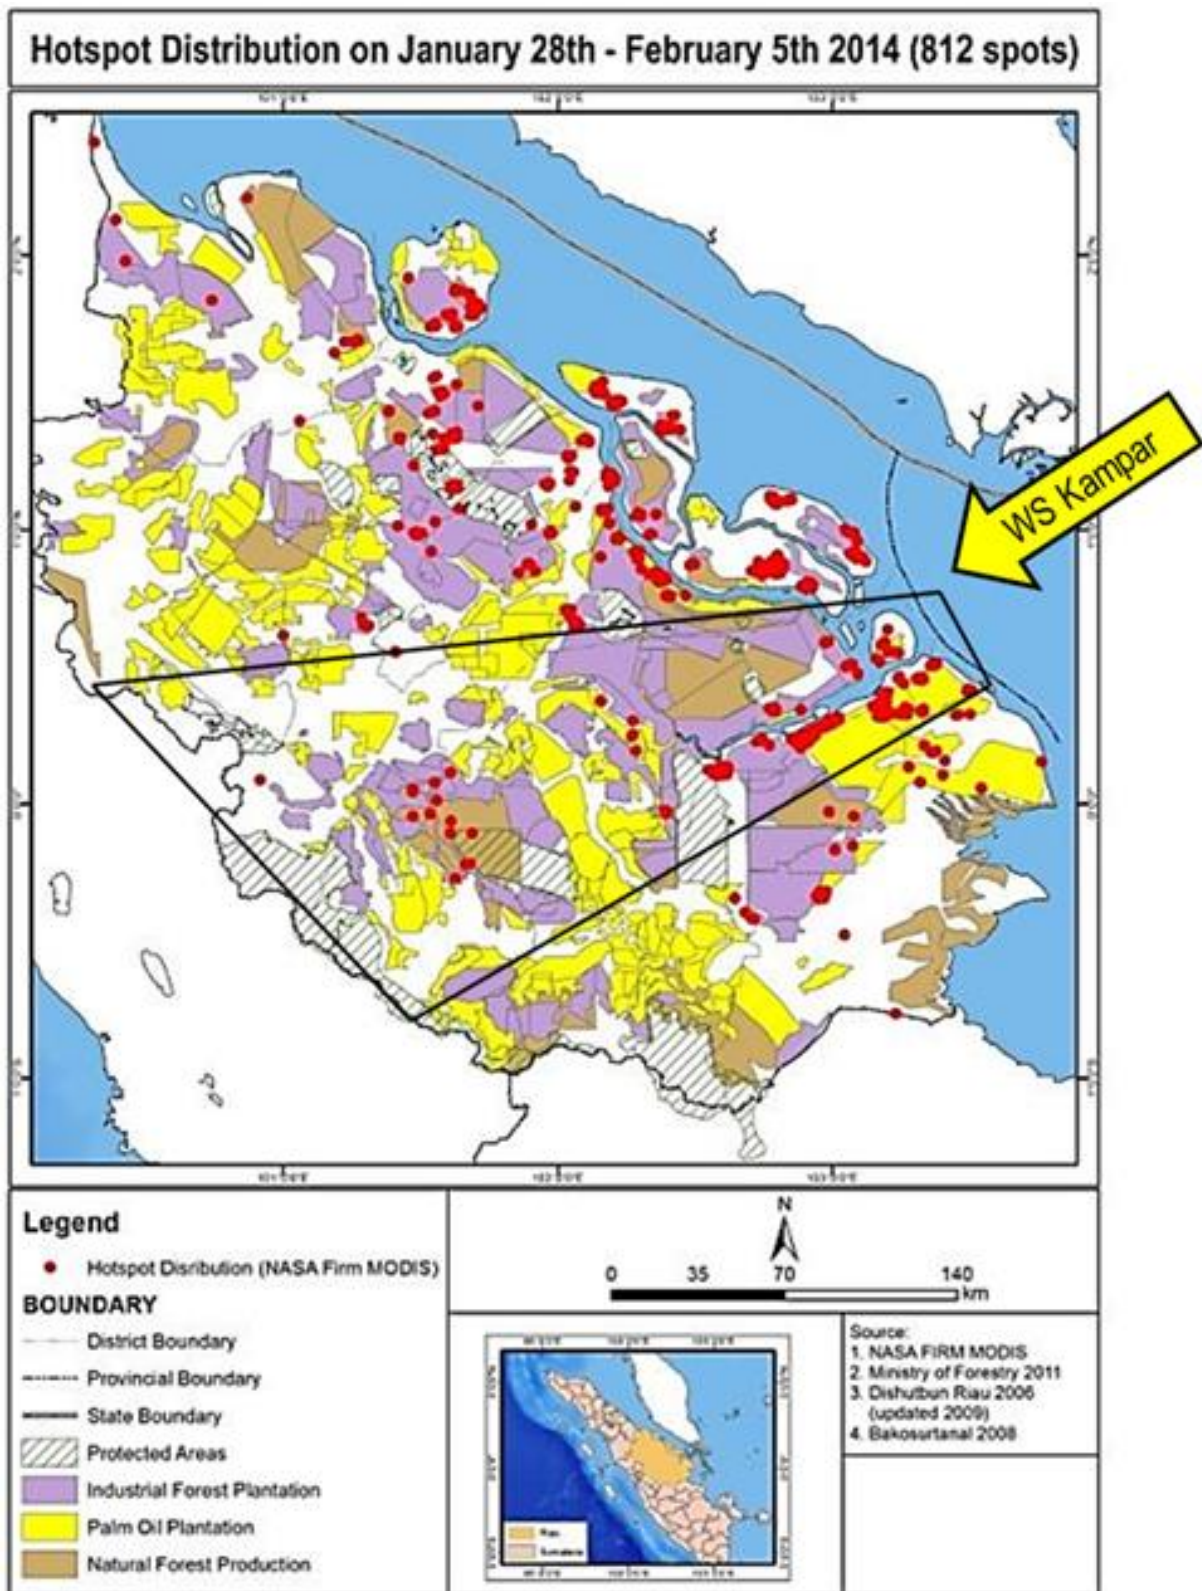 Hotspot Distribution on January 28th - February 5th 2014 (812 spots)
WS Kampar
Legend
Hotspot Disribution (NASA Firm MODIS)
BOUNDARY
District Boundary
Provincial Boundary
State Boundary
Protected Areas
Industrial Forest Plantation
Palm Oil Plantation
Natural Forest Production
N
0 35 70 140
km
Riau
Sumatera
Source:
1. NASA FIRM MODIS
2. Ministry of Forestry 2011
3. Dishutbun Riau 2006
(updated 2009)
4. Bakosurtanal 2008